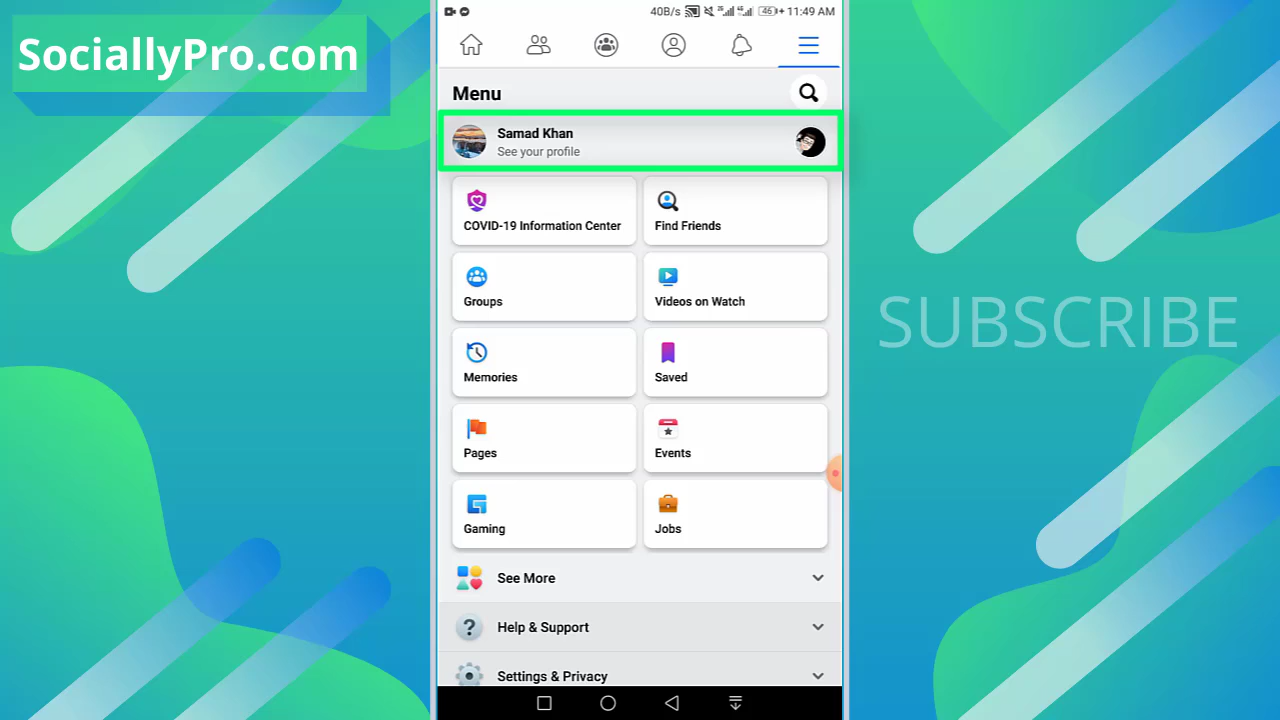 SociallyPro.com
40B/s 46 11:49 AM
Menu
Samad Khan
See your profile
COVID-19 Information Center
Find Friends
Groups
Videos on Watch
Memories
Saved
Pages
Events
Gaming
Jobs
See More
? Help & Support
Settings & Privacy
SUBSCRIBE